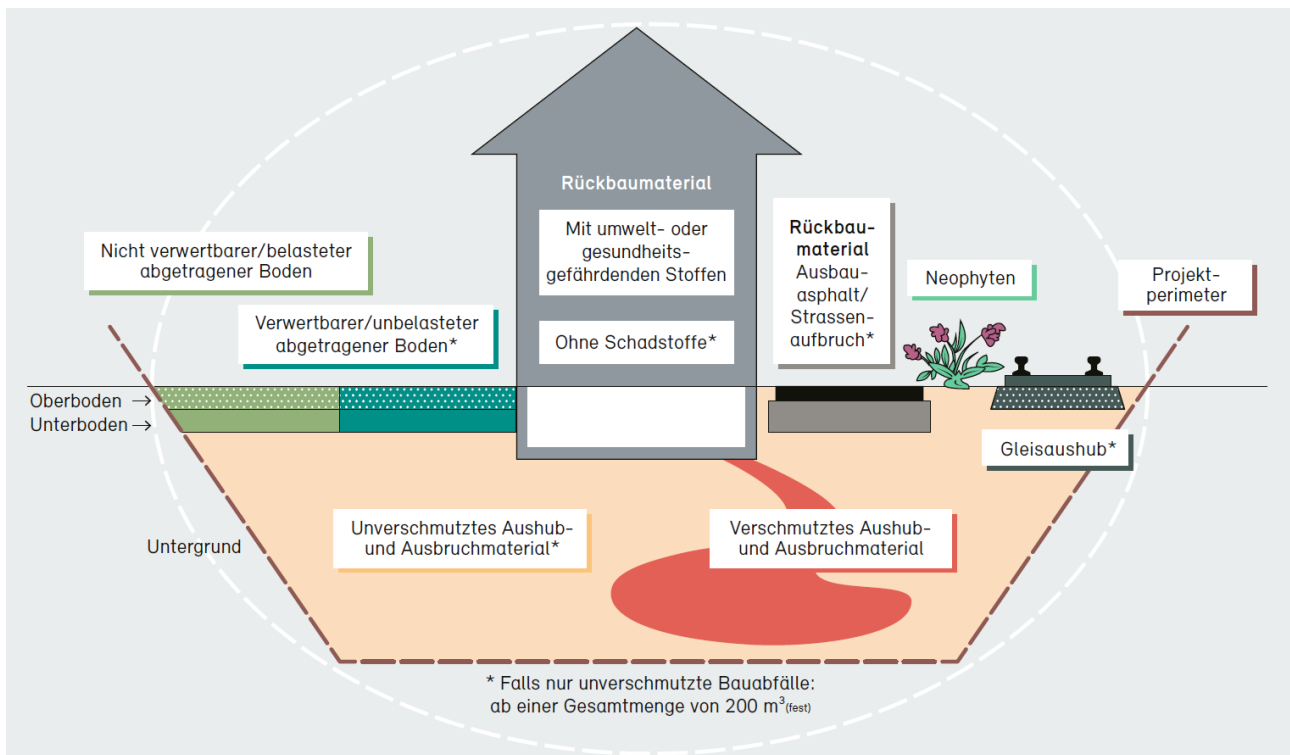 Rückbaumaterial
Mit umwelt- oder
gesundheits-
gefährdenden Stoffen
Ohne Schadstoffe*
Rückbau-
material
Ausbau-
asphalt/
Strassen-
aufbruch*
Nicht verwertbarer/belasteter
abgetragener Boden
Verwertbarer/unbelasteter
abgetragener Boden*
Neophyten
Projekt-
perimeter
Oberboden →
Unterboden →
Gleisaushub*
Untergrund
Unverschmutztes Aushub-
und Ausbruchmaterial*
Verschmutztes Aushub-
und Ausbruchmaterial
* Falls nur unverschmutzte Bauabfälle:
ab einer Gesamtmenge von 200 m³(fest)